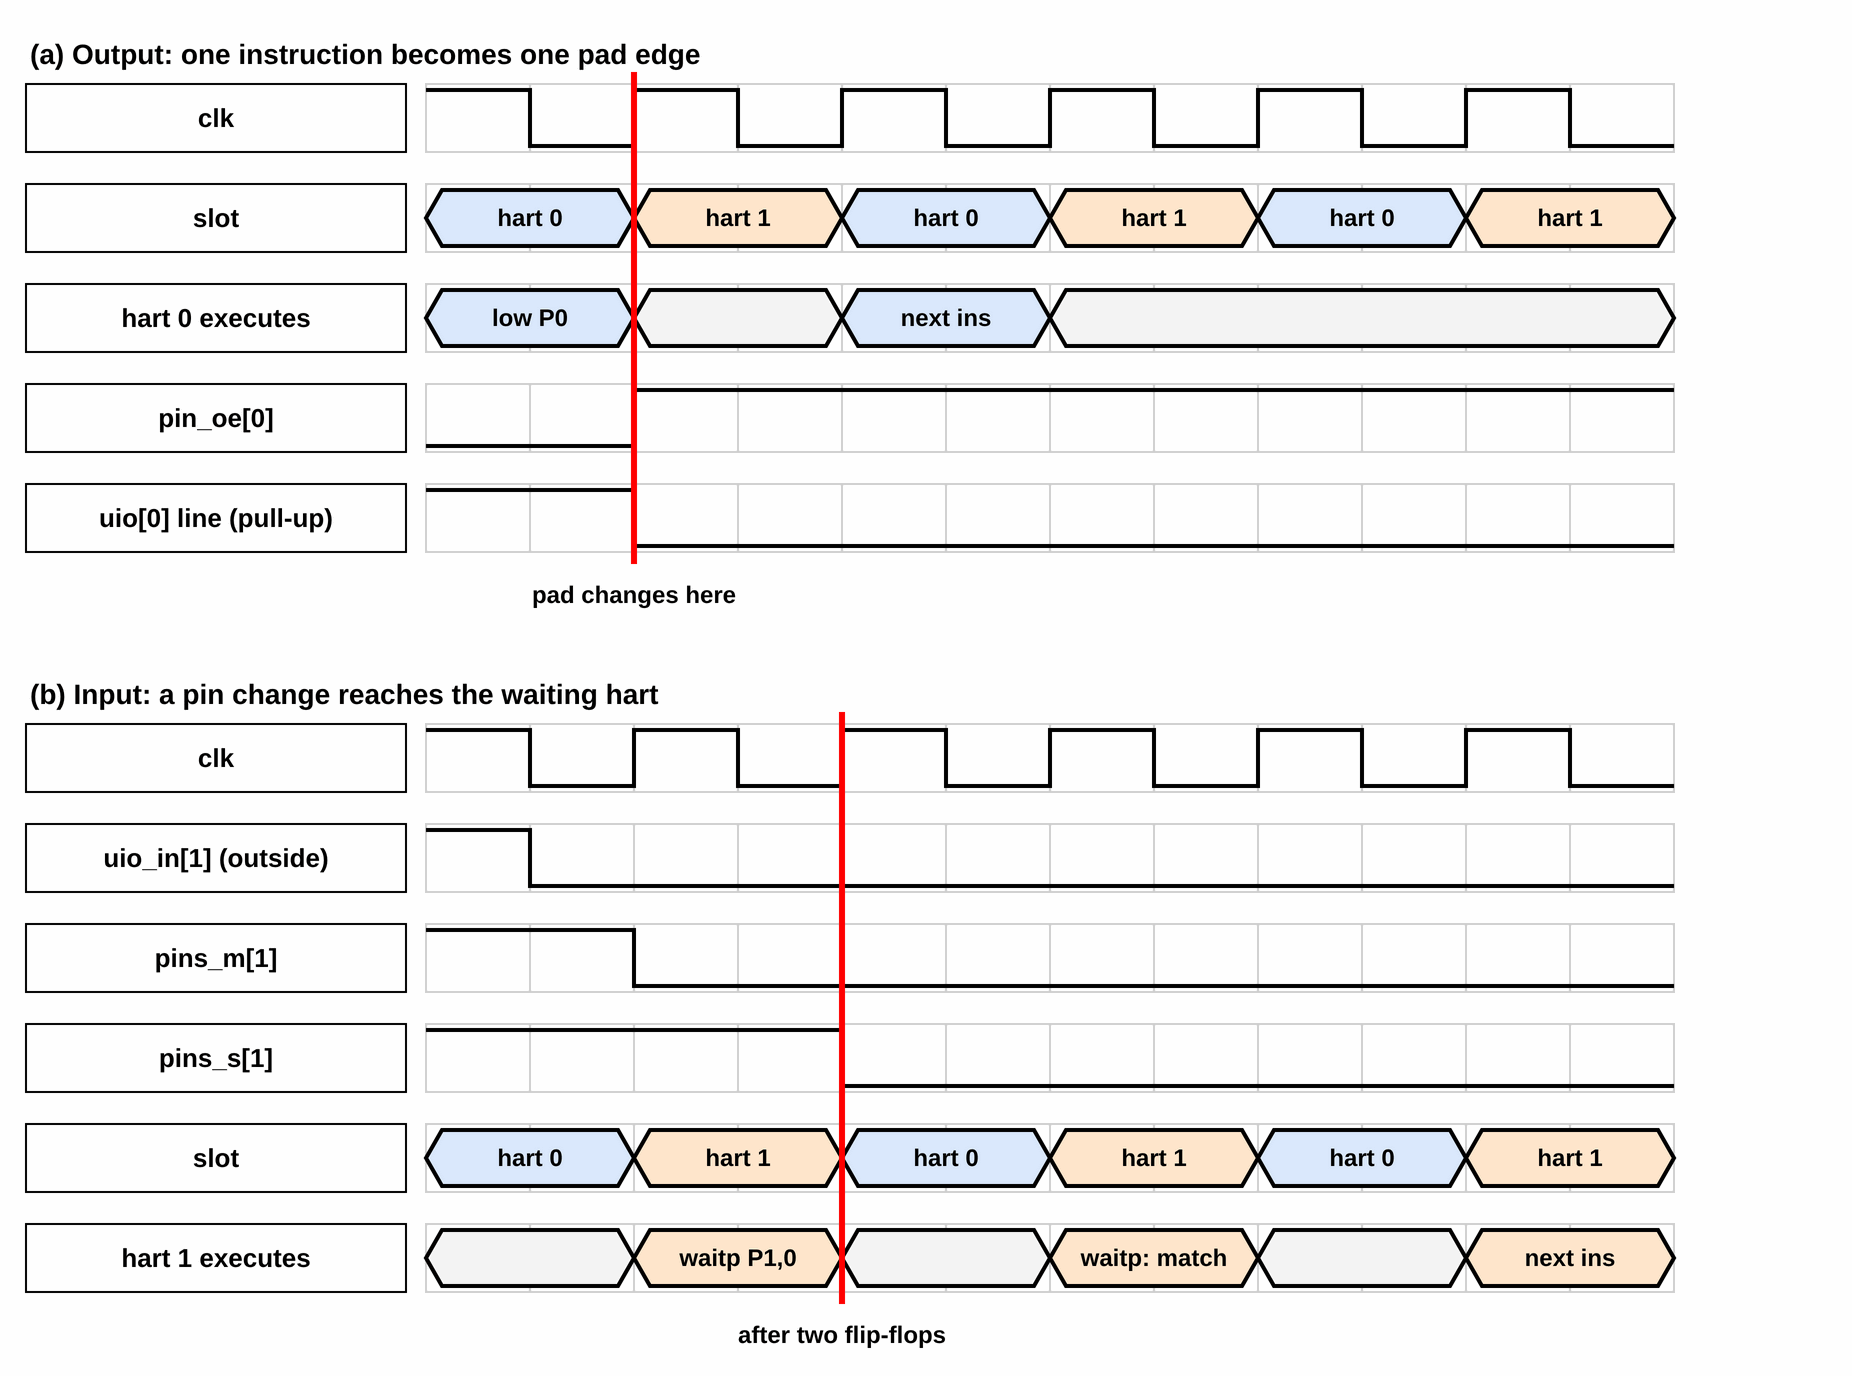 (a) Output: one instruction becomes one pad edge
clk
slot
hart 0
hart 1
hart 0
hart 1
hart 0
hart 1
hart 0 executes
low P0
next ins
pin_oe[0]
uio[0] line (pull-up)
pad changes here
(b) Input: a pin change reaches the waiting hart
clk
uio_in[1] (outside)
pins_m[1]
pins_s[1]
slot
hart 0
hart 1
hart 0
hart 1
hart 0
hart 1
hart 1 executes
waitp P1,0
waitp: match
next ins
after two flip-flops